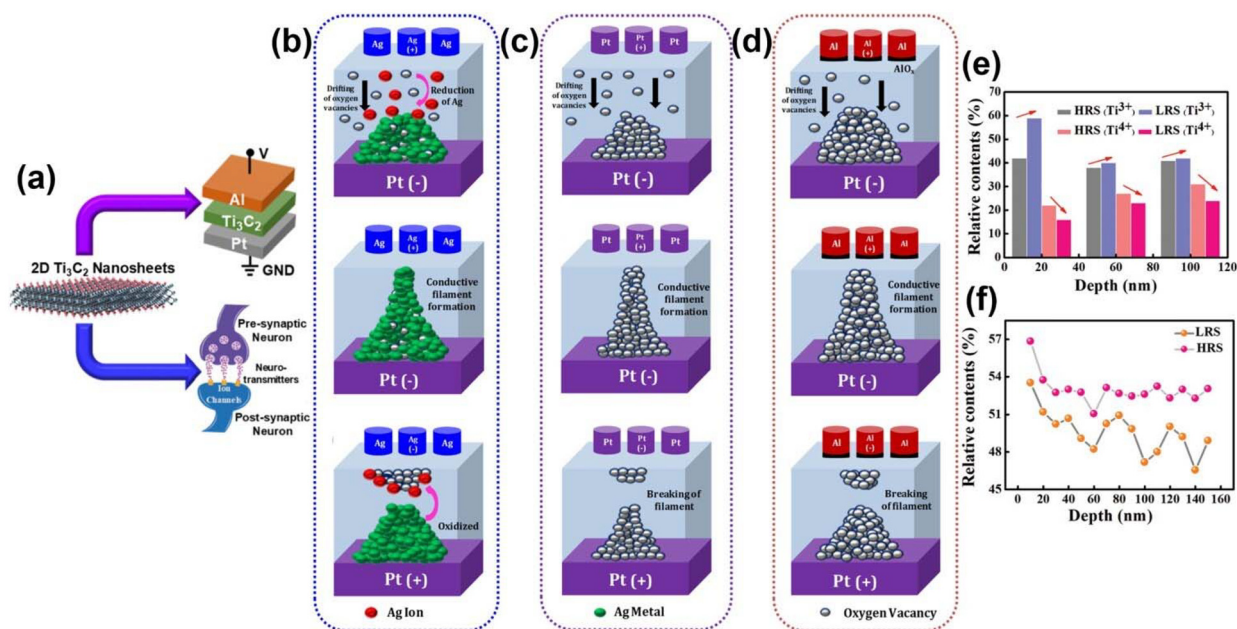 (a)
V
Al
Ti₃C₂
Pt
GND
2D Ti₃C₂ Nanosheets
Pre-synaptic
Neuron
Neuro-
transmitters
Ion
Channels
Post-synaptic
Neuron
(b)
Ag
Ag
(+)
Ag
Drifting
of oxygen
vacancies
Reduction
of Ag
Pt (-)
Ag
Ag
(+)
Ag
Conductive
filament
formation
Pt (-)
Ag
Ag
(-)
Ag
Oxidized
Pt (+)
Ag Ion
(c)
Pt
Pt
(+)
Pt
Drifting
of oxygen
vacancies
Pt (-)
Pt
Pt
(+)
Pt
Conductive
filament
formation
Pt (-)
Pt
Pt
(-)
Pt
Breaking of
filament
Pt (+)
Ag Metal
(d)
Al
Al
(+)
Al
AlOₓ
Drifting
of oxygen
vacancies
Pt (-)
Al
Al
(+)
Al
Conductive
filament
formation
Pt (-)
Al
Al
(-)
Al
Breaking
of filament
Pt (+)
Oxygen Vacancy
(e)
Relative contents (%)
70
60
50
40
30
20
10
0
HRS (Ti³⁺) LRS (Ti³⁺)
HRS (Ti⁴⁺) LRS (Ti⁴⁺)
0 20 40 60 80 100 120
Depth (nm)
(f)
Relative contents (%)
57
54
51
48
45
LRS
HRS
0 20 40 60 80 100 120 140 160
Depth (nm)